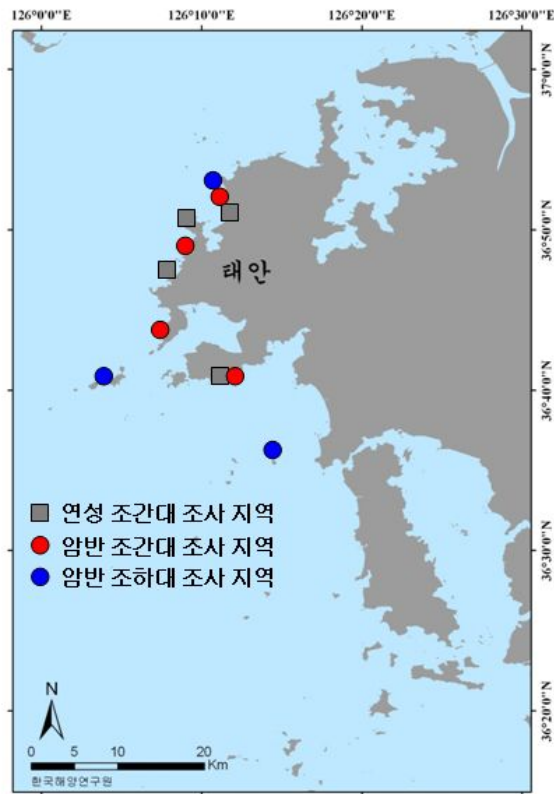 126°0'0"E 126°10'0"E 126°20'0"E 126°30'0"E
37°0'0"N
36°50'0"N
태안
36°40'0"N
연성 조간대 조사 지역
암반 조간대 조사 지역
암반 조하대 조사 지역
36°30'0"N
36°20'0"N
N
0 5 10 20
Km
한국해양연구원